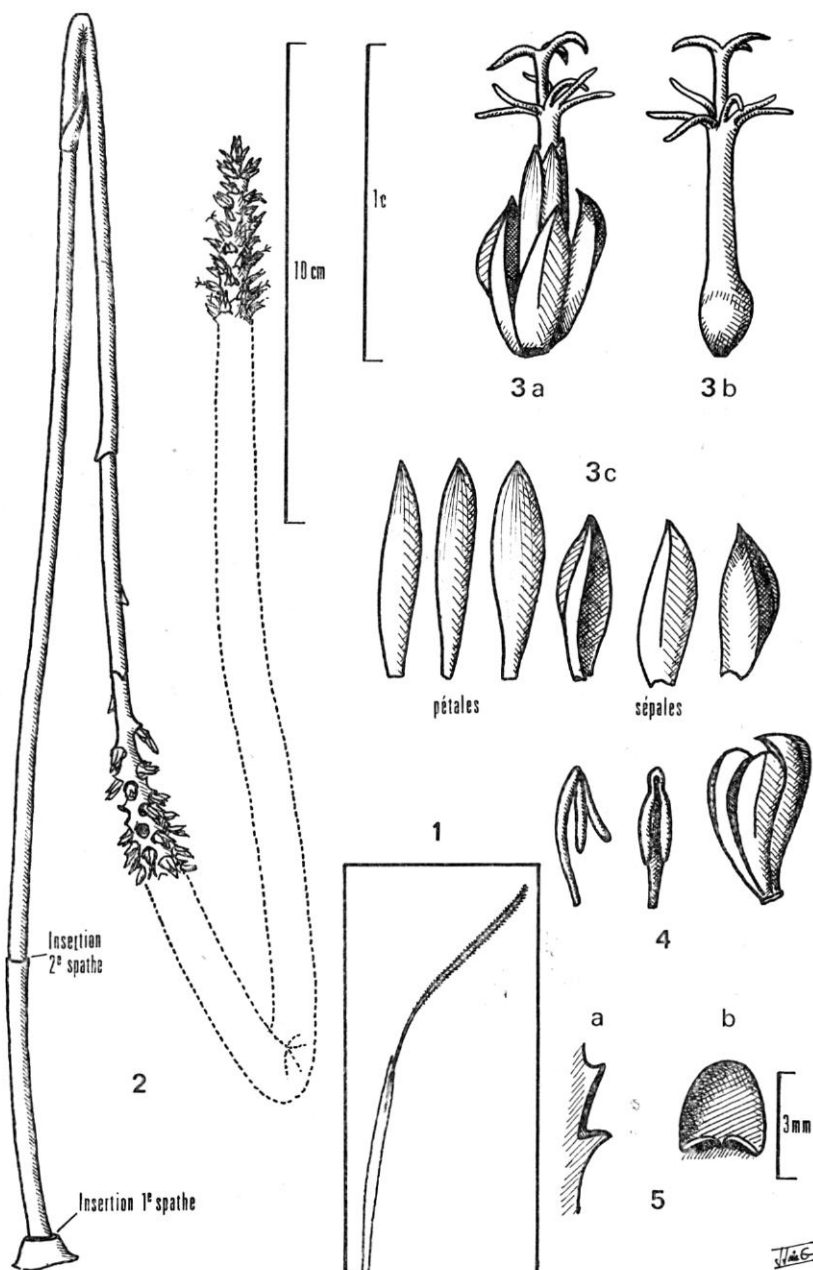 10 cm
1c
3a
3b
3c
pétales
sépales
1
4
Insertion
2e spathe
a
b
2
3mm
5
Insertion 1e spathe